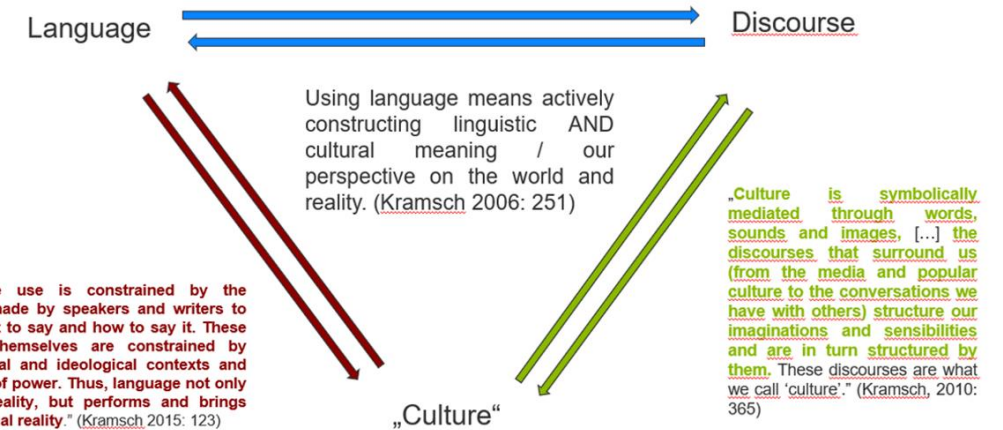 Language
Discourse
Using language means actively
constructing linguistic AND
cultural meaning / our
perspective on the world and
reality. (Kramsch 2006: 251)
„Culture is symbolically
mediated through words,
sounds and images, […] the
discourses that surround us
(from the media and popular
culture to the conversations we
have with others) structure our
imaginations and sensibilities
and are in turn structured by
them. These discourses are what
we call ‘culture’.” (Kramsch, 2010:
365)
use is constrained by the
made by speakers and writers to
to say and how to say it. These
themselves are constrained by
and ideological contexts and
of power. Thus, language not only
but performs and brings
reality.” (Kramsch 2015: 123)
„Culture“